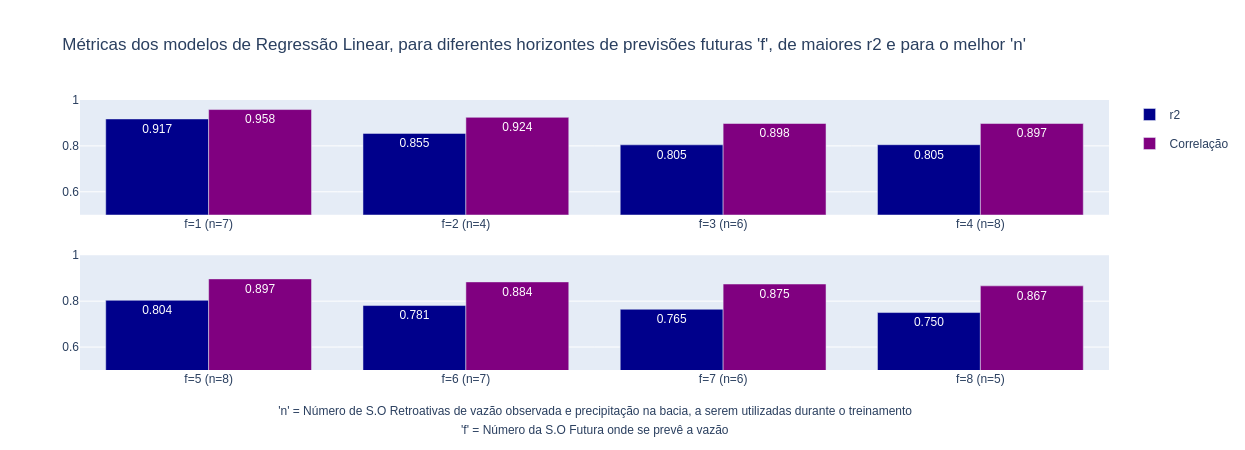 Métricas dos modelos de Regressão Linear, para diferentes horizontes de previsões futuras 'f', de maiores r2 e para o melhor 'n'
1
0.8
0.6
0.917
0.958
0.855
0.924
0.805
0.898
0.805
0.897
f=1 (n=7)
f=2 (n=4)
f=3 (n=6)
f=4 (n=8)
r2
Correlação
1
0.8
0.6
0.804
0.897
0.781
0.884
0.765
0.875
0.750
0.867
f=5 (n=8)
f=6 (n=7)
f=7 (n=6)
f=8 (n=5)
'n' = Número de S.O Retroativas de vazão observada e precipitação na bacia, a serem utilizadas durante o treinamento
'f' = Número da S.O Futura onde se prevê a vazão